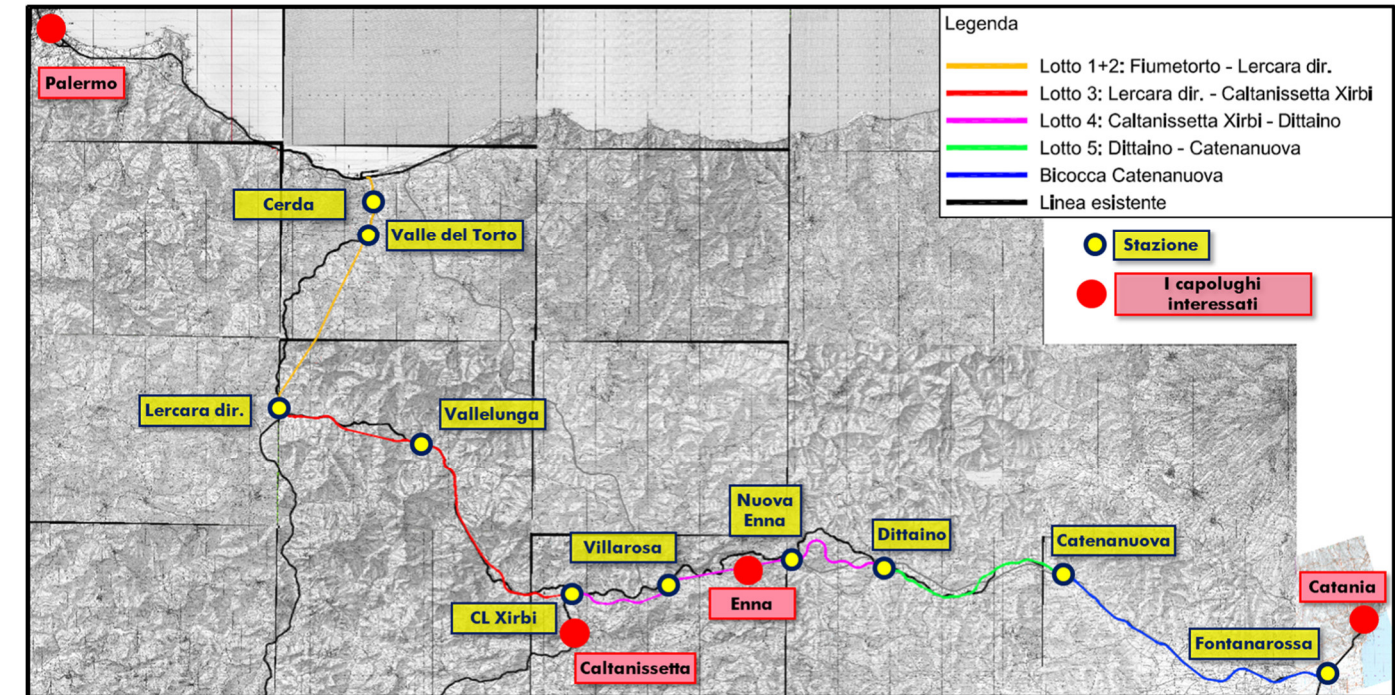 Palermo
Legenda
Lotto 1+2: Fiumetorto - Lercara dir.
Lotto 3: Lercara dir. - Caltanissetta Xirbi
Lotto 4: Caltanissetta Xirbi - Dittaino
Lotto 5: Dittaino - Catenanuova
Bicocca Catenanuova
Linea esistente
Stazione
I capolughi
interessati
Cerda
Valle del Torto
Lercara dir.
Vallelunga
Nuova
Enna
Villarosa
Dittaino
Catenanuova
CL Xirbi
Enna
Catania
Caltanissetta
Fontanarossa